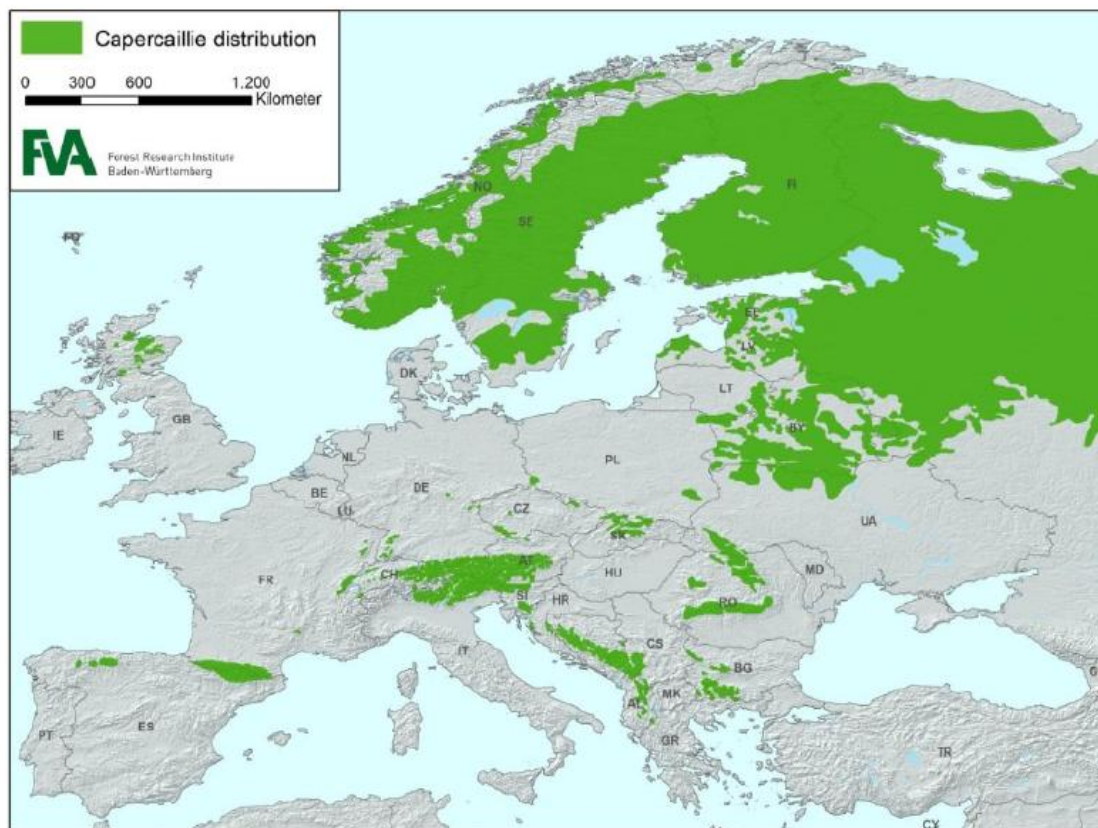 Capercaillie distribution
0 300 600 1.200
Kilometer
FVA Forest Research Institute
Baden-Württemberg
NO
SE
FI
EE
LV
LT
BY
DK
GB
IE
NL
BE
LU
DE
PL
CZ
SK
UA
MD
FR
CH
AT
HU
SI
HR
RO
CS
IT
BG
MK
AL
GR
PT
ES
TR
CY